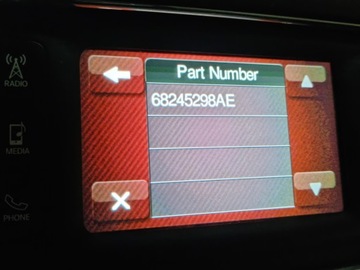 Part Number
68245298AE
RADIO
MEDIA
PHONE